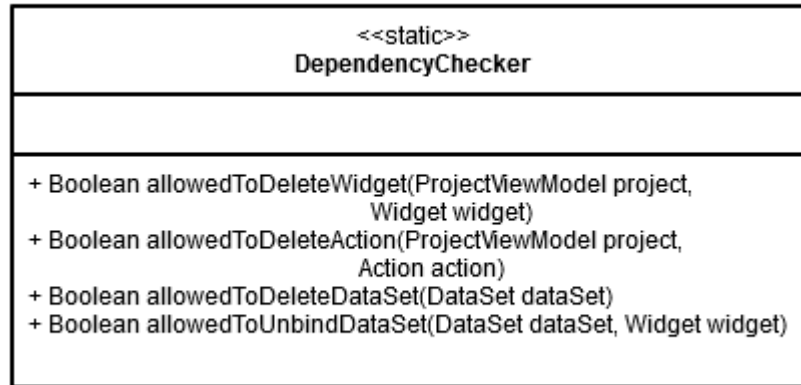 <<static>>
DependencyChecker
+ Boolean allowedToDeleteWidget(ProjectViewModel project,
Widget widget)
+ Boolean allowedToDeleteAction(ProjectViewModel project,
Action action)
+ Boolean allowedToDeleteDataSet(DataSet dataSet)
+ Boolean allowedToUnbindDataSet(DataSet dataSet, Widget widget)